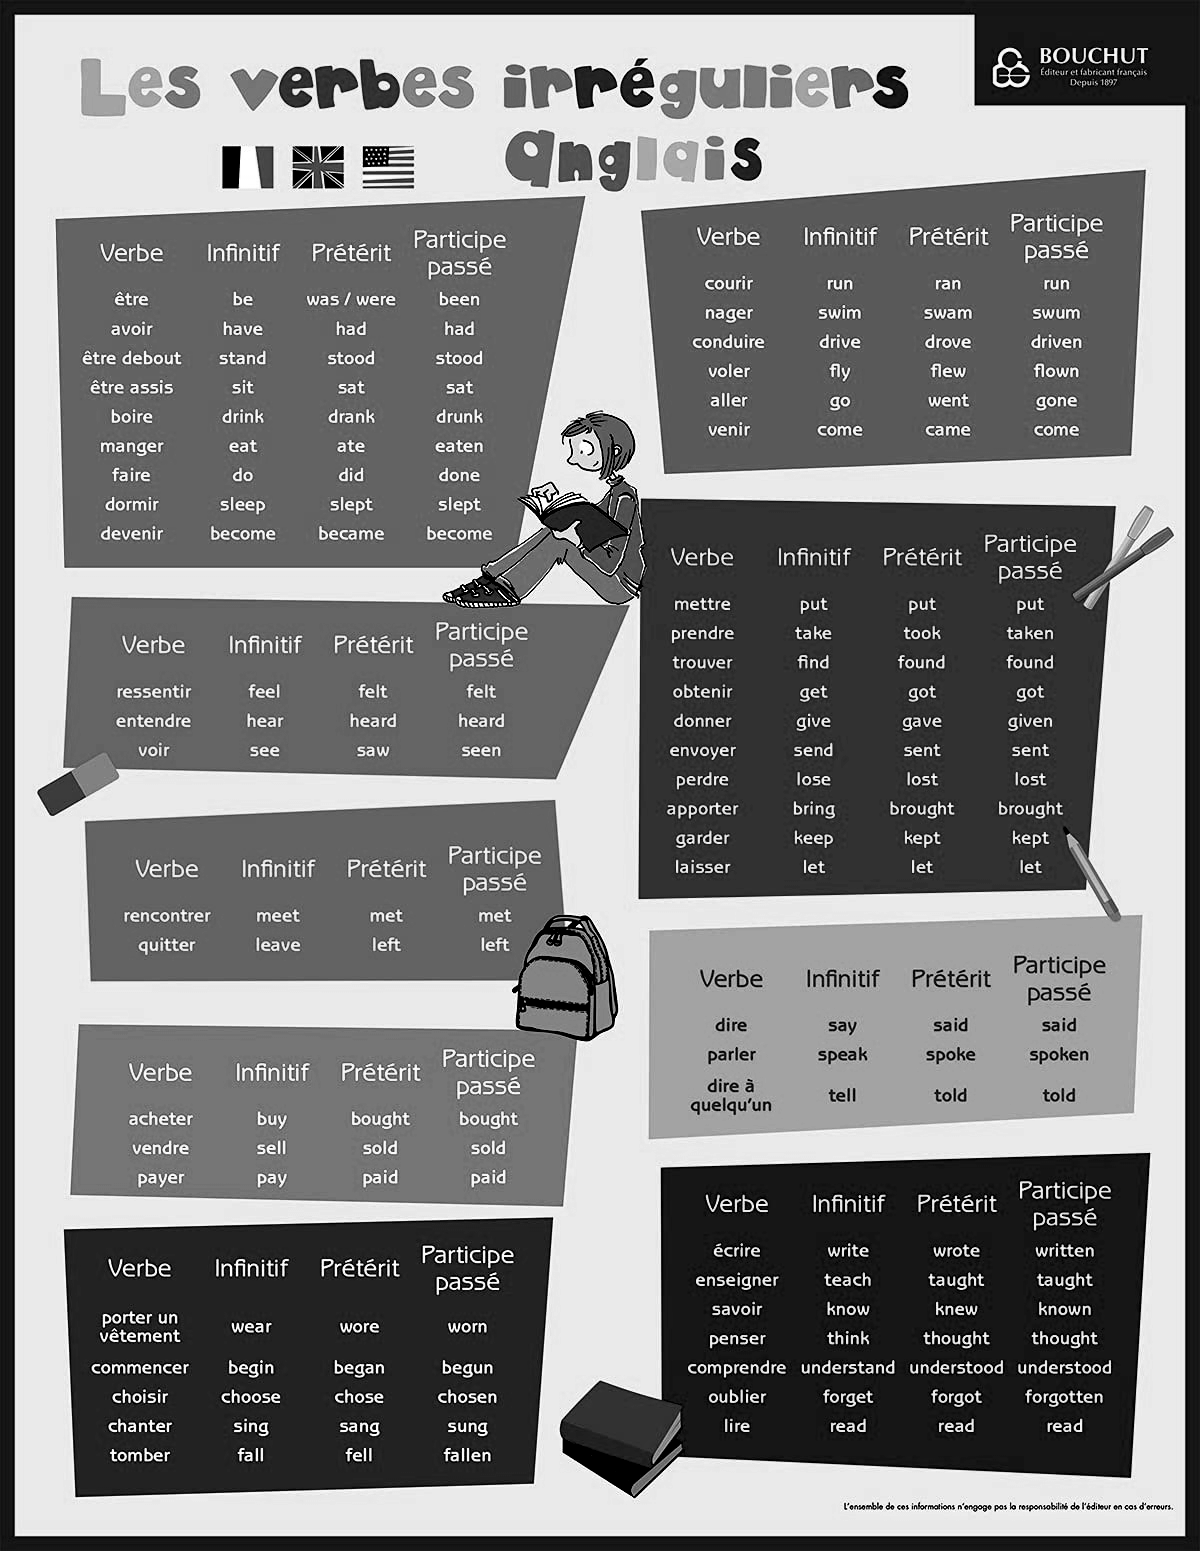 Les verbes irréguliers
anglais
BOUCHUT
Éditeur et fabricant français
Depuis 1897
Verbe Infinitif Prétérit Participe passé
être be was / were been
avoir have had had
être debout stand stood stood
être assis sit sat sat
boire drink drank drunk
manger eat ate eaten
faire do did done
dormir sleep slept slept
devenir become became become
Verbe Infinitif Prétérit Participe passé
ressentir feel felt felt
entendre hear heard heard
voir see saw seen
Verbe Infinitif Prétérit Participe passé
rencontrer meet met met
quitter leave left left
Verbe Infinitif Prétérit Participe passé
acheter buy bought bought
vendre sell sold sold
payer pay paid paid
Verbe Infinitif Prétérit Participe passé
porter un vêtement wear wore worn
commencer begin began begun
choisir choose chose chosen
chanter sing sang sung
tomber fall fell fallen
Verbe Infinitif Prétérit Participe passé
courir run ran run
nager swim swam swum
conduire drive drove driven
voler fly flew flown
aller go went gone
venir come came come
Verbe Infinitif Prétérit Participe passé
mettre put put put
prendre take took taken
trouver find found found
obtenir get got got
donner give gave given
envoyer send sent sent
perdre lose lost lost
apporter bring brought brought
garder keep kept kept
laisser let let let
Verbe Infinitif Prétérit Participe passé
dire say said said
parler speak spoke spoken
dire à quelqu'un tell told told
Verbe Infinitif Prétérit Participe passé
écrire write wrote written
enseigner teach taught taught
savoir know knew known
penser think thought thought
comprendre understand understood understood
oublier forget forgot forgotten
lire read read read
L'ensemble de ces informations n'engage pas la responsabilité de l'éditeur en cas d'erreurs.